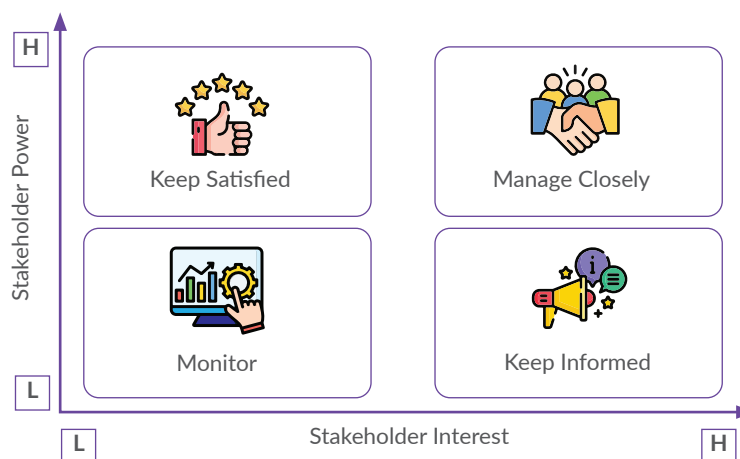 H
Keep Satisfied
Manage Closely
Stakeholder Power
Monitor
Keep Informed
L
L
Stakeholder Interest
H
i